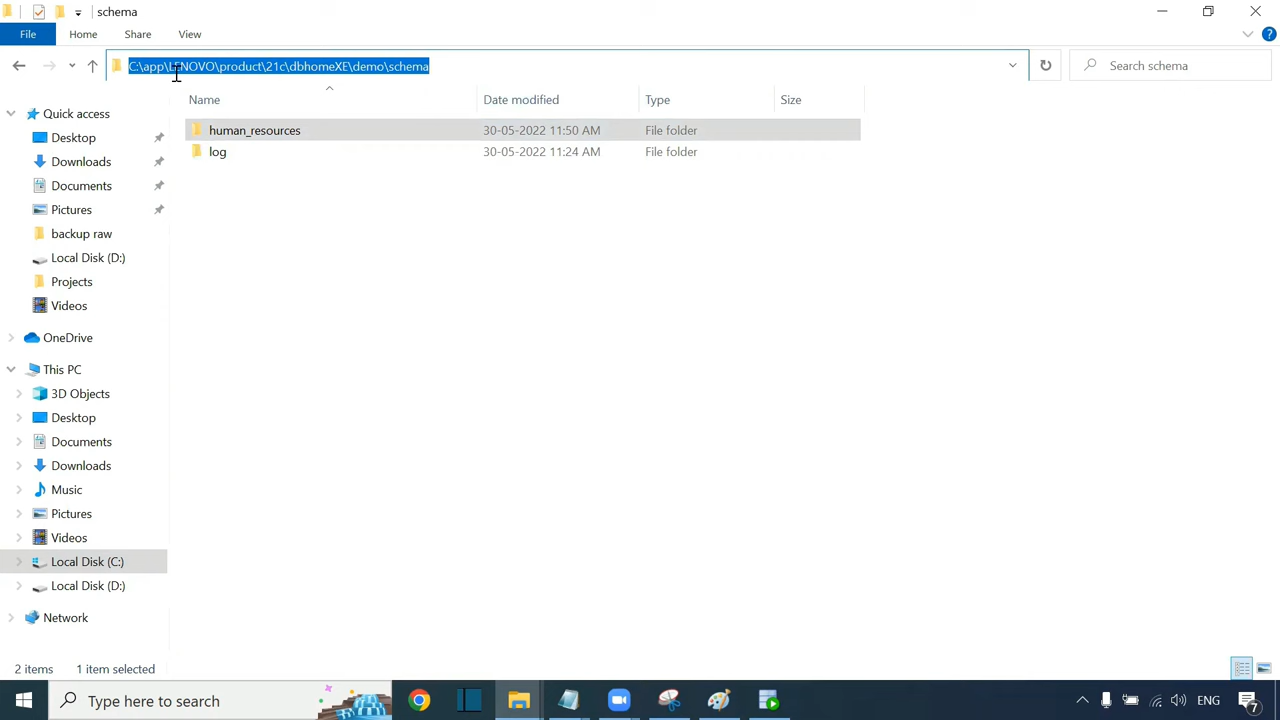 schema
File
Home
Share
View
C:\app\LENOVO\product\21c\dbhomeXE\demo\schema
Search schema
Name
Date modified
Type
Size
human_resources
30-05-2022 11:50 AM
File folder
log
30-05-2022 11:24 AM
File folder
Quick access
Desktop
Downloads
Documents
Pictures
backup raw
Local Disk (D:)
Projects
Videos
OneDrive
This PC
3D Objects
Desktop
Documents
Downloads
Music
Pictures
Videos
Local Disk (C:)
Local Disk (D:)
Network
2 items
1 item selected
Type here to search
ENG
7